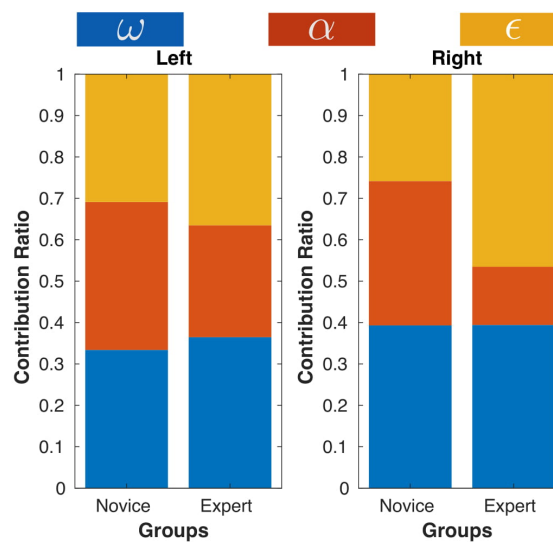 ω α ϵ
Left
Contribution Ratio
1
0.9
0.8
0.7
0.6
0.5
0.4
0.3
0.2
0.1
0
Novice Expert
Groups
Right
Contribution Ratio
1
0.9
0.8
0.7
0.6
0.5
0.4
0.3
0.2
0.1
0
Novice Expert
Groups